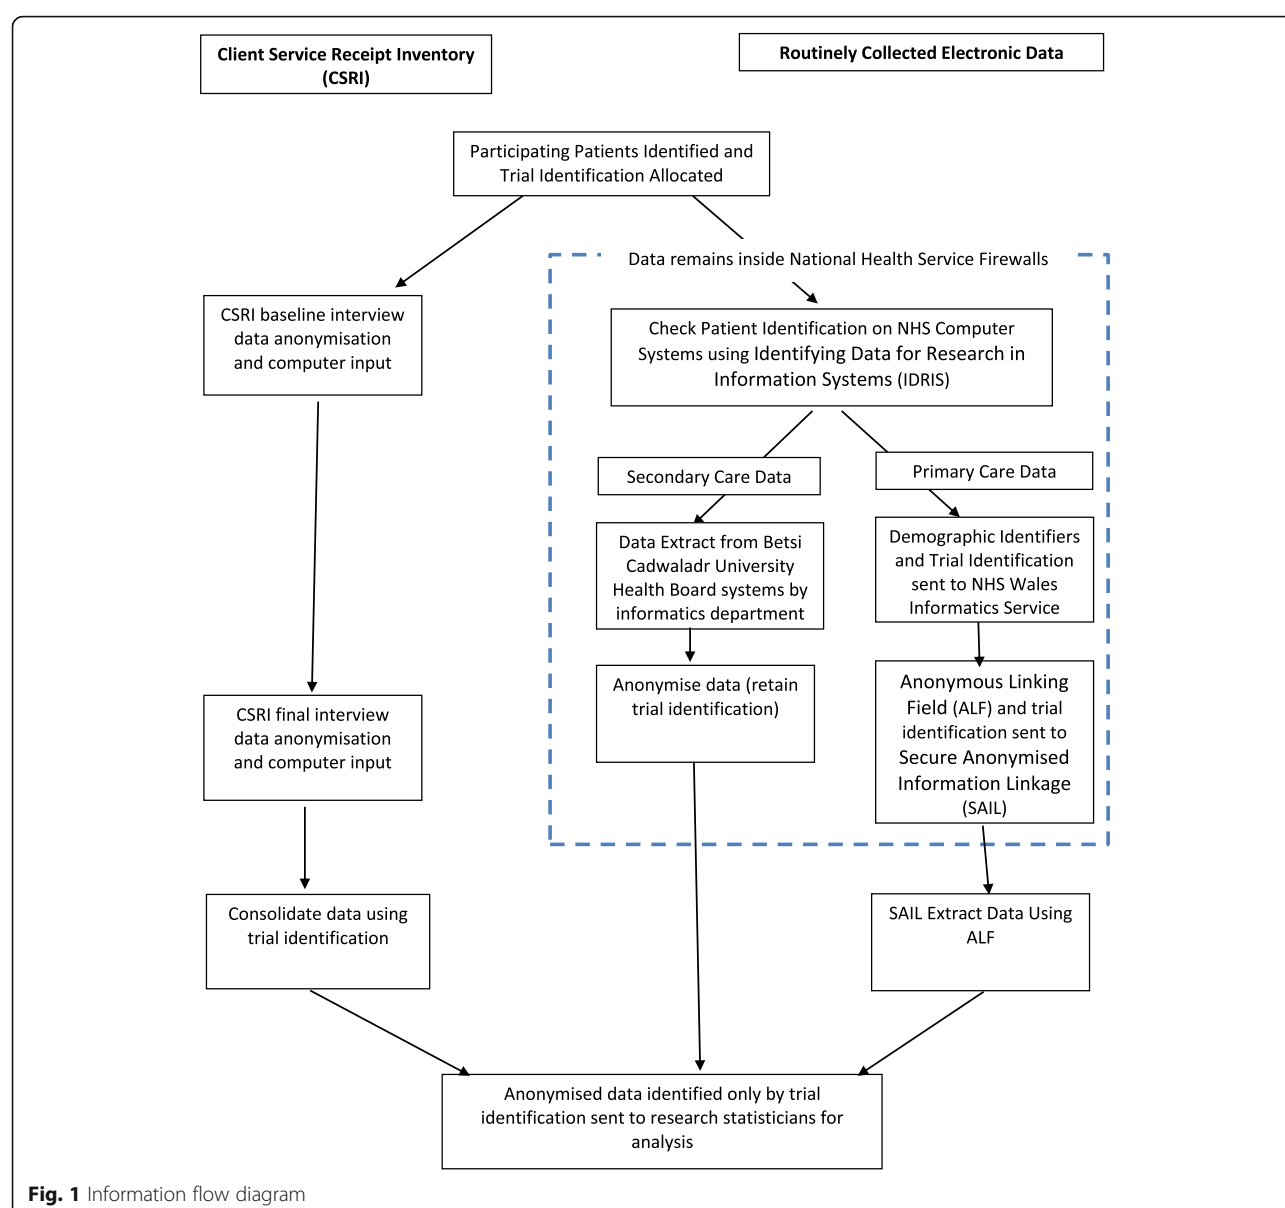 Client Service Receipt Inventory
(CSRI)
Routinely Collected Electronic Data
Participating Patients Identified and
Trial Identification Allocated
Data remains inside National Health Service Firewalls
CSRI baseline interview
data anonymisation
and computer input
Check Patient Identification on NHS Computer
Systems using Identifying Data for Research in
Information Systems (IDRIS)
Secondary Care Data
Primary Care Data
Data Extract from Betsi
Cadwaladr University
Health Board systems by
informatics department
Demographic Identifiers
and Trial Identification
sent to NHS Wales
Informatics Service
Anonymise data (retain
trial identification)
Anonymous Linking
Field (ALF) and trial
identification sent to
Secure Anonymised
Information Linkage
(SAIL)
CSRI final interview
data anonymisation
and computer input
Consolidate data using
trial identification
SAIL Extract Data Using
ALF
Anonymised data identified only by trial
identification sent to research statisticians for
analysis
Fig. 1 Information flow diagram